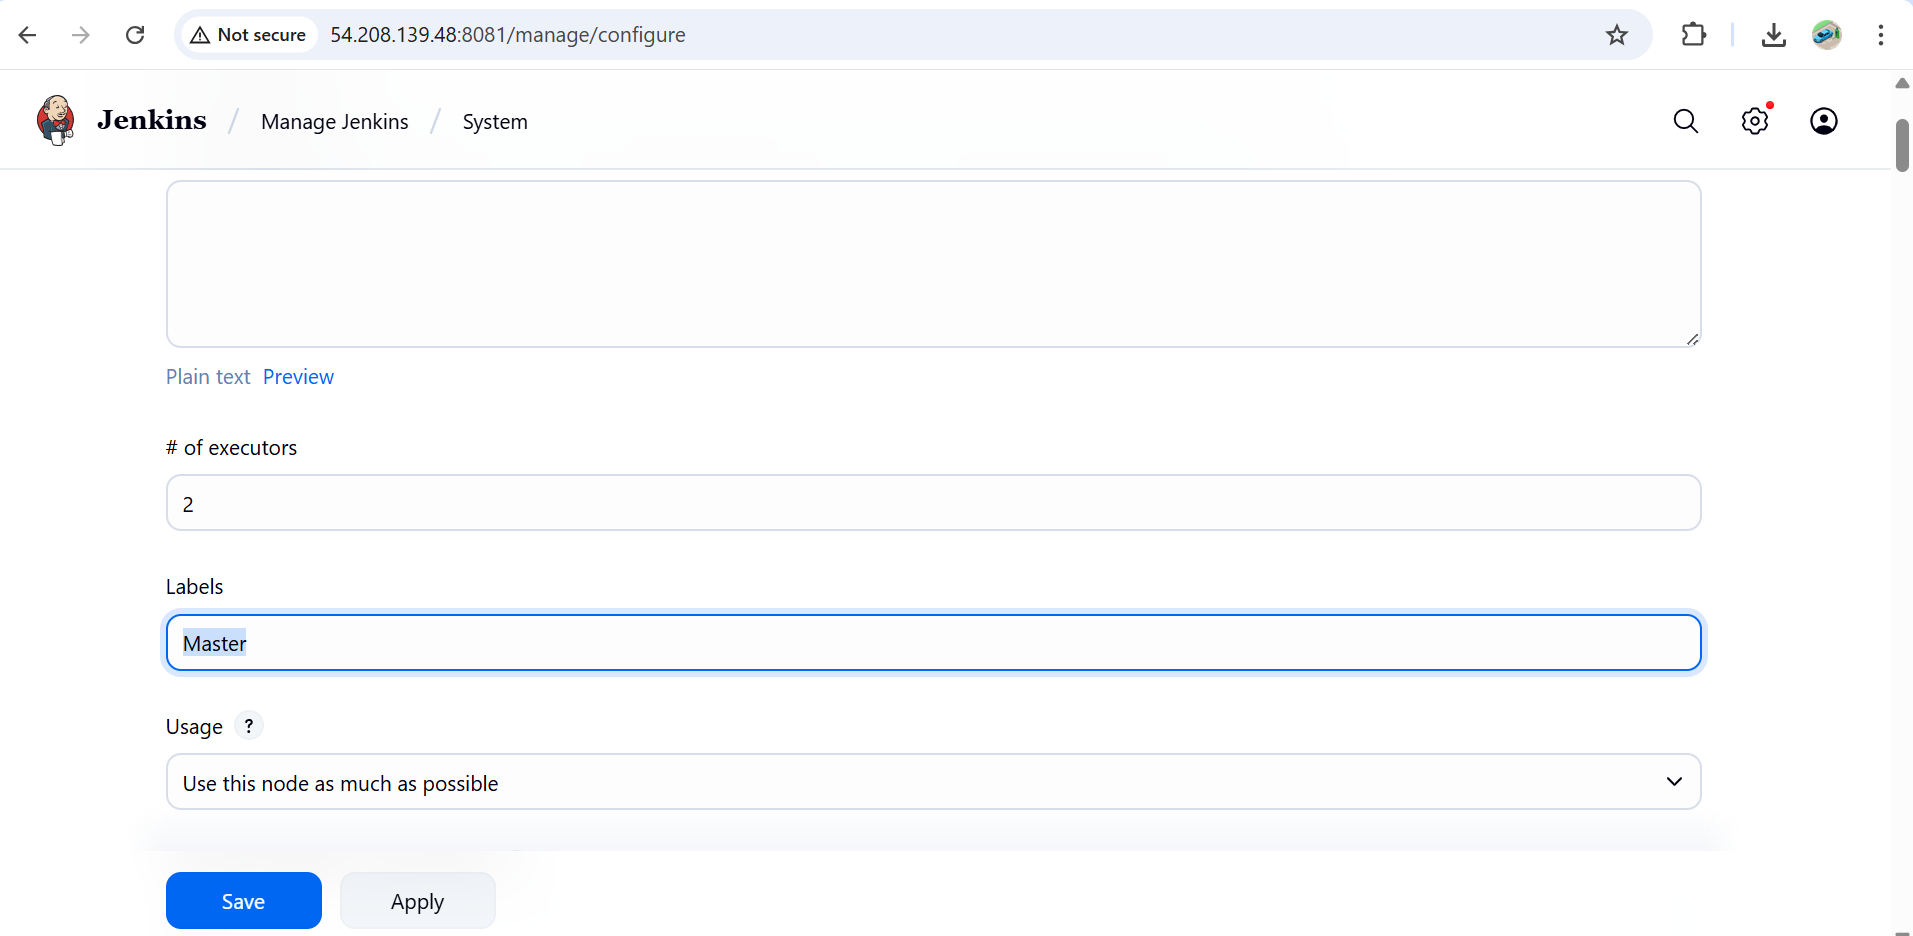 Not secure 54.208.139.48:8081/manage/configure
Jenkins / Manage Jenkins / System
Plain text Preview
# of executors
2
Labels
Master
Usage ?
Use this node as much as possible
Save Apply